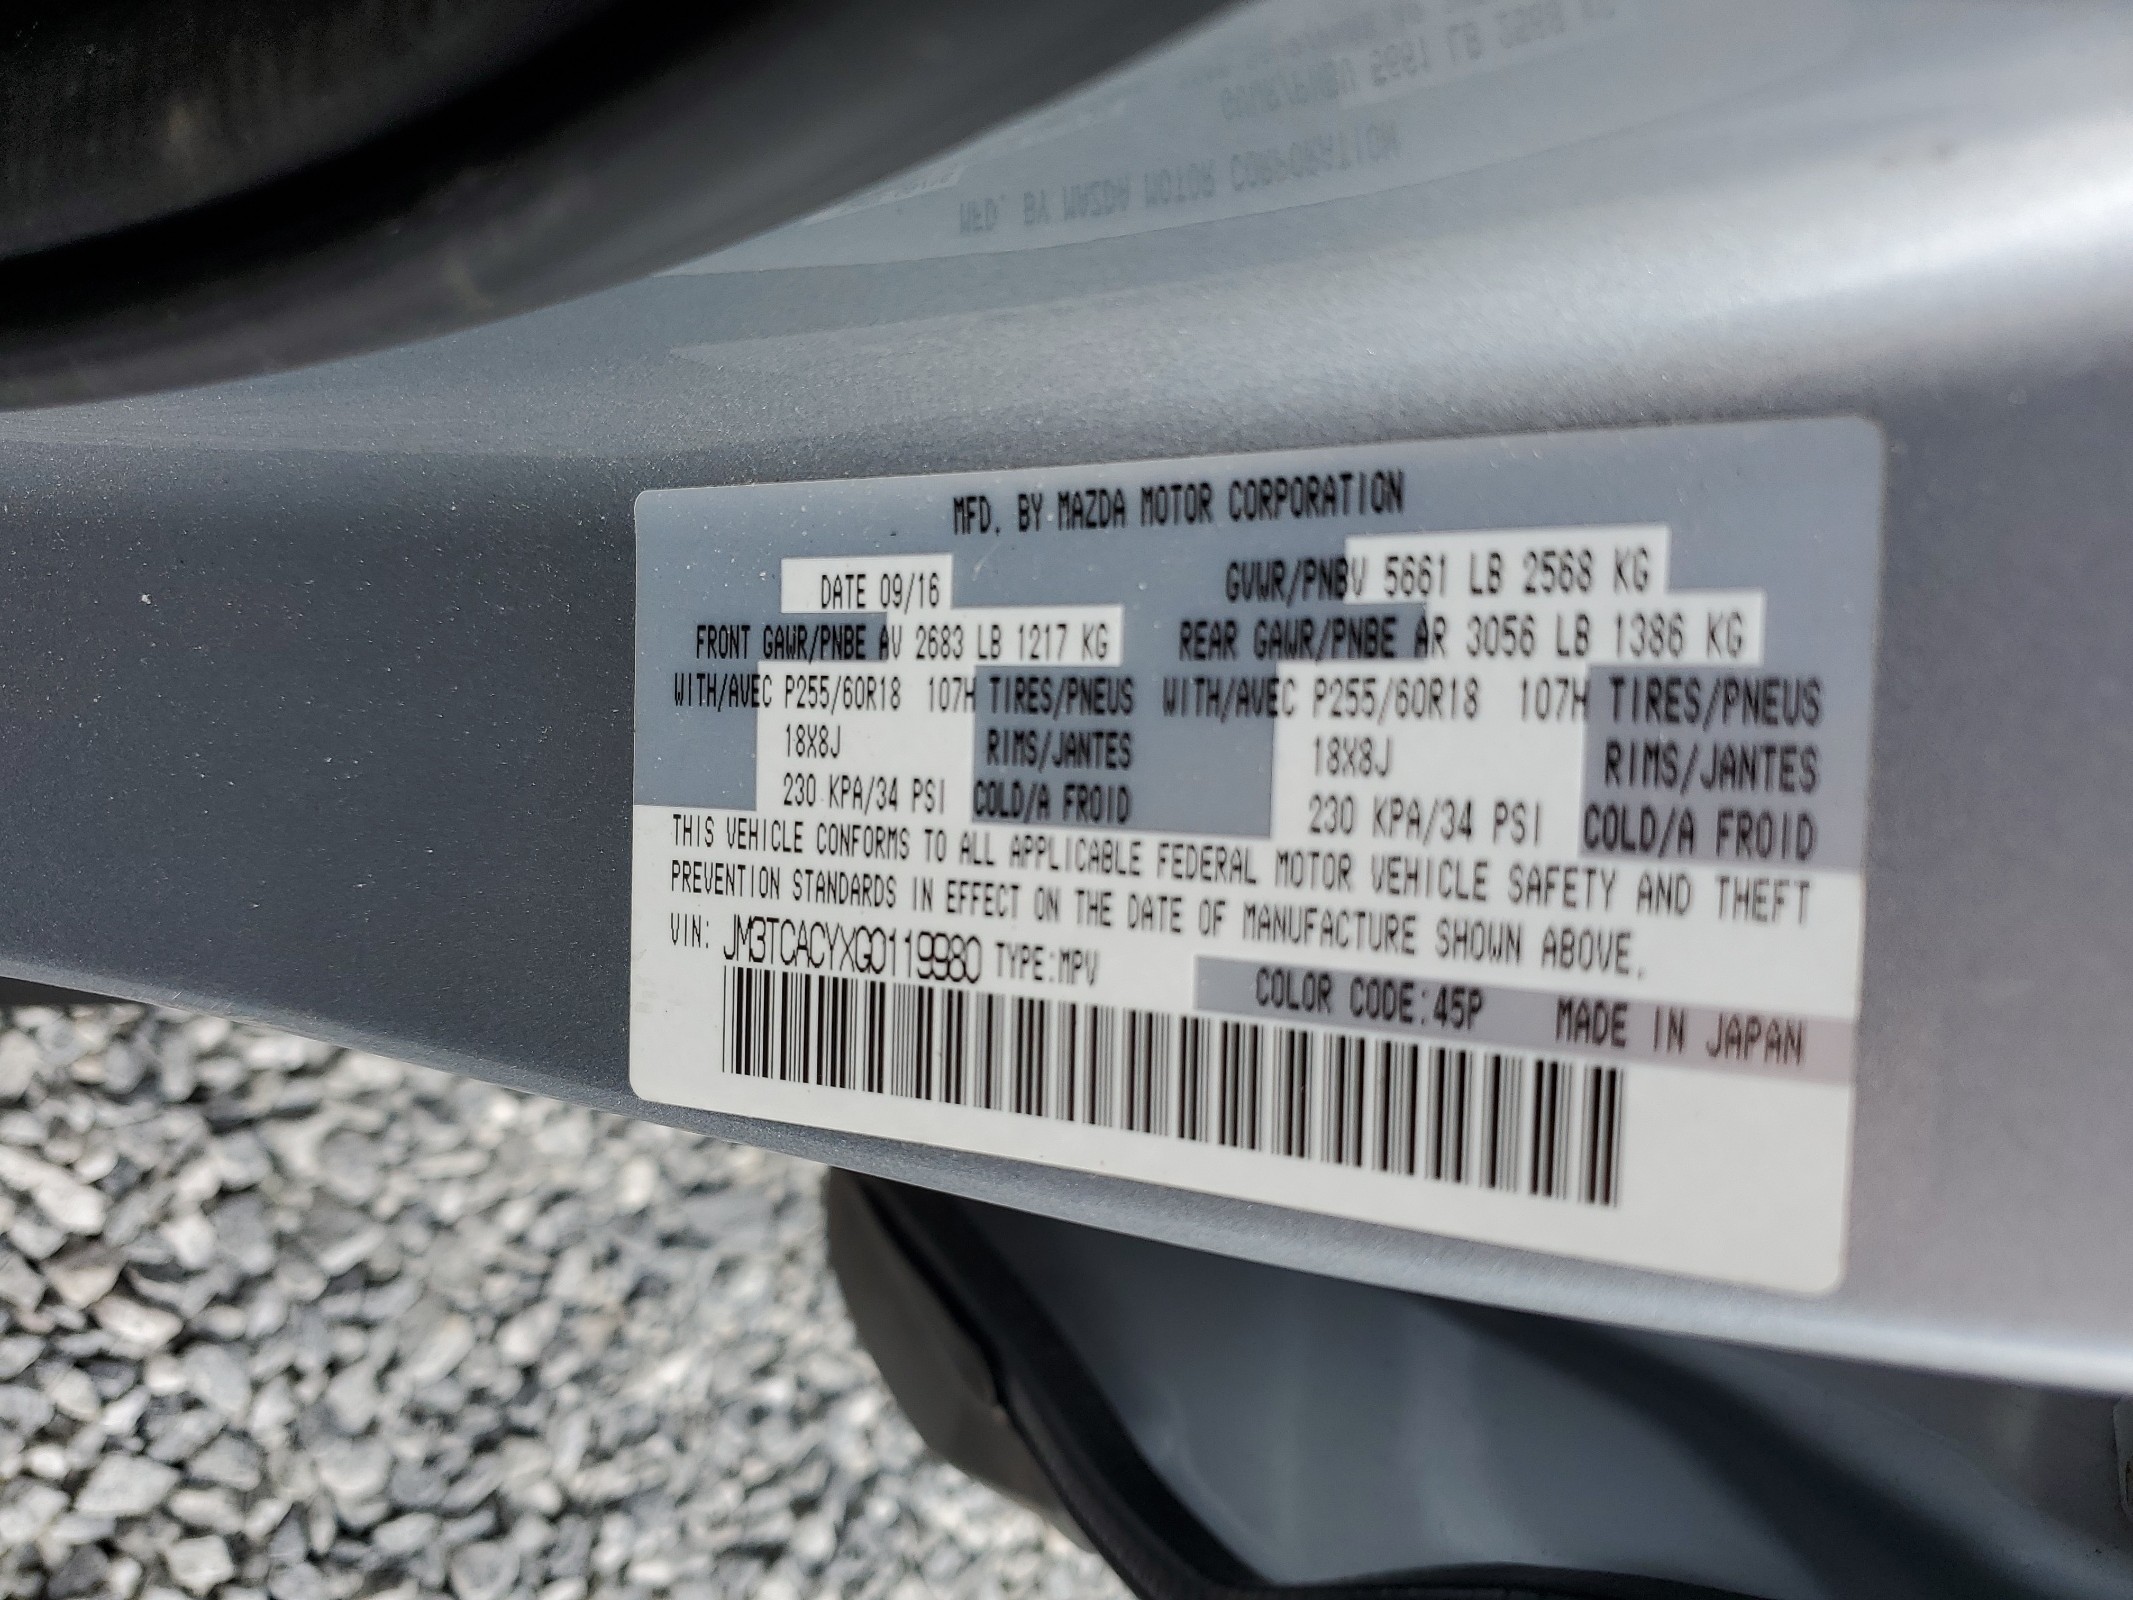 MFD. BY MAZDA MOTOR CORPORATION
DATE 09/16 GVWR/PNBV 5661 LB 2568 KG
FRONT GAWR/PNBE AV 2683 LB 1217 KG REAR GAWR/PNBE AR 3056 LB 1386 KG
WITH/AVEC P255/60R18 107H TIRES/PNEUS WITH/AVEC P255/60R18 107H TIRES/PNEUS
18X8J RIMS/JANTES 18X8J RIMS/JANTES
230 KPA/34 PSI COLD/A FROID 230 KPA/34 PSI COLD/A FROID
THIS VEHICLE CONFORMS TO ALL APPLICABLE FEDERAL MOTOR VEHICLE SAFETY AND THEFT
PREVENTION STANDARDS IN EFFECT ON THE DATE OF MANUFACTURE SHOWN ABOVE.
VIN: JM3TCACYXG0119980 TYPE:MPV
COLOR CODE:45P MADE IN JAPAN